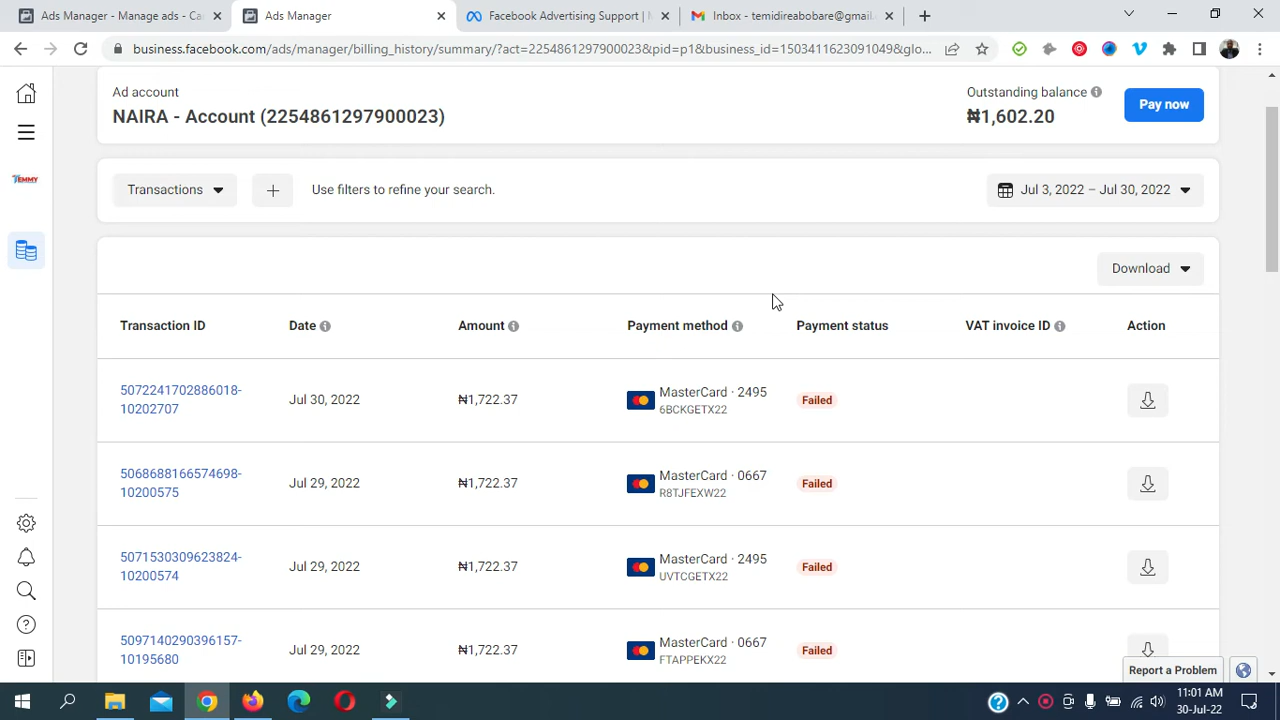 Ads Manager - Manage ads - Ca
Ads Manager
Facebook Advertising Support | M
Inbox - temidireabobare@gmail.
business.facebook.com/ads/manager/billing_history/summary/?act=2254861297900023&pid=p1&business_id=1503411623091049&glo...
Ad account
NAIRA - Account (2254861297900023)
Outstanding balance
₦1,602.20
Pay now
TEMMY
Transactions
Use filters to refine your search.
Jul 3, 2022 – Jul 30, 2022
Download
Transaction ID Date Amount Payment method Payment status VAT invoice ID Action
5072241702886018-
10202707
Jul 30, 2022
₦1,722.37
MasterCard · 2495
6BCKGETX22
Failed
5068688166574698-
10200575
Jul 29, 2022
₦1,722.37
MasterCard · 0667
R8TJFEXW22
Failed
5071530309623824-
10200574
Jul 29, 2022
₦1,722.37
MasterCard · 2495
UVTCGETX22
Failed
5097140290396157-
10195680
Jul 29, 2022
₦1,722.37
MasterCard · 0667
FTAPPEKX22
Failed
Report a Problem
11:01 AM
30-Jul-22